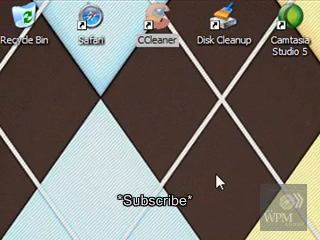 Recycle Bin
Safari
CCleaner
Disk Cleanup
Camtasia
Studio 5
*Subscribe*
WPM